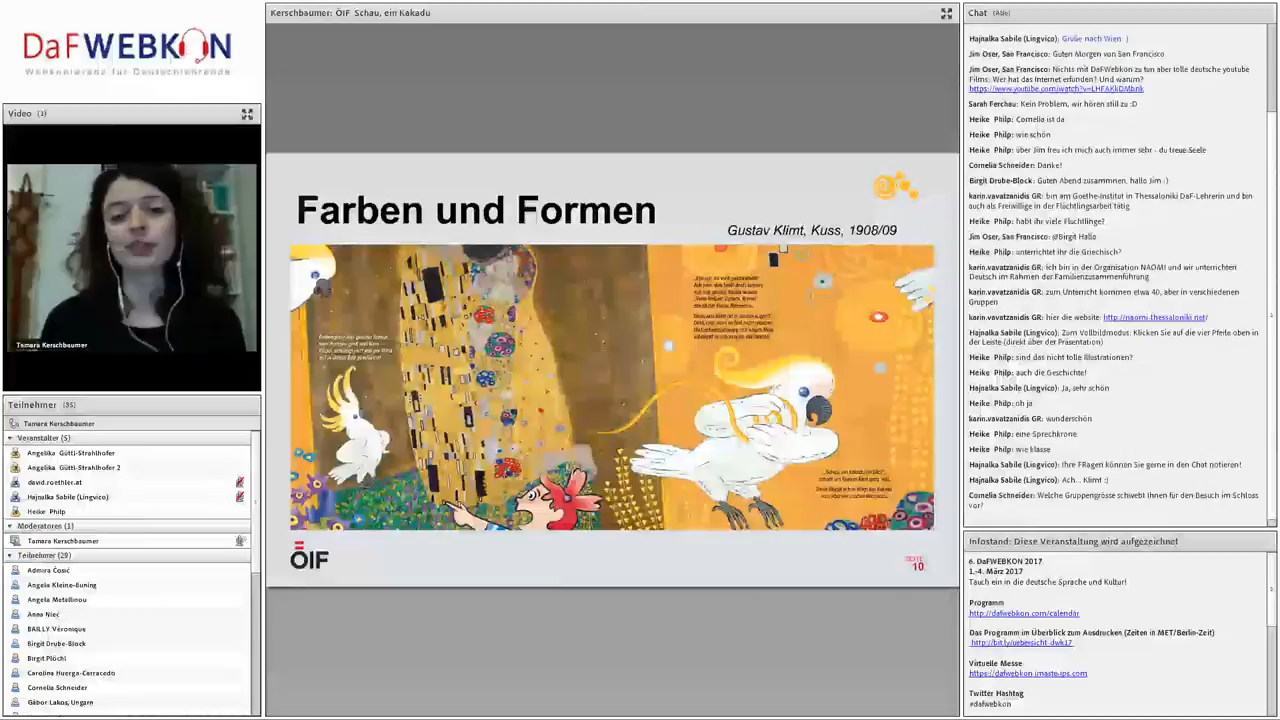 DaFWEBKON
Webkonferenz für Deutschlehrende
Video (1)
Tamara Kerschbaumer
Teilnehmer (35)
Tamara Kerschbaumer
Veranstalter (5)
Angelika Güttl-Strahlhofer
Angelika Güttl-Strahlhofer 2
david.roethler.at
Hajnalka Sabile (Lingvico)
Heike Philp
Moderatoren (1)
Tamara Kerschbaumer
Teilnehmer (29)
Admira Ćosić
Angela Kleine-Büning
Angela Metallinou
Anna Nieć
BAILLY Véronique
Birgit Drube-Block
Birgit Plöchl
Carolina Huerga-Carracedo
Cornelia Schneider
Gábor Lakos, Ungarn
Kerschbaumer: ÖIF Schau, ein Kakadu
Farben und Formen
Gustav Klimt, Kuss, 1908/09
ÖIF
SEITE
10
Chat (Alle)
Hajnalka Sabile (Lingvico): Grüße nach Wien :)
Jim Oser, San Francisco: Guten Morgen von San Francisco
Jim Oser, San Francisco: Nichts mit DaFWebkon zu tun aber tolle deutsche youtube
Films: Wer hat das Internet erfunden? Und warum?
Sarah Ferchau: Kein Problem, wir hören still zu :D
Heike Philp: Cornelia ist da
Heike Philp: wie schön
Heike Philp: über Jim freu ich mich auch immer sehr - du treue Seele
Cornelia Schneider: Danke!
Birgit Drube-Block: Guten Abend zusammmen, hallo Jim :)
karin.vavatzanidis GR: bin am Goethe-Institut in Thessaloniki DaF-Lehrerin und bin
auch als Freiwillige in der Flüchtlingsarbeit tätig
Heike Philp: habt ihr viele Flüchtlinge?
Jim Oser, San Francisco: @Birgit Hallo
Heike Philp: unterrichtet ihr die Griechisch?
karin.vavatzanidis GR: ich bin in der Organisation NAOMI und wir unterrichten
Deutsch im Rahmen der Familienzusammenführung
karin.vavatzanidis GR: zum Unterricht kommen etwa 40, aber in verschiedenen
Gruppen
karin.vavatzanidis GR: hier die website: http://naomi-thessaloniki.net/
Hajnalka Sabile (Lingvico): Zum Vollbildmodus: Klicken Sie auf die vier Pfeile oben in
der Leiste (direkt über der Präsentation)
Heike Philp: sind das nicht tolle Illustrationen?
Heike Philp: auch die Geschichte!
Hajnalka Sabile (Lingvico): Ja, sehr schön
Heike Philp: oh ja
karin.vavatzanidis GR: wunderschön
Heike Philp: eine Sprechkrone
Heike Philp: wie klasse
Hajnalka Sabile (Lingvico): Ihre FRagen können Sie gerne in den Chat notieren!
Hajnalka Sabile (Lingvico): Ach... Klimt :)
Cornelia Schneider: Welche Gruppengrösse schwebt Ihnen für den Besuch im Schloss
vor?
Infostand: Diese Veranstaltung wird aufgezeichnet
6. DaFWEBKON 2017
1.-4. März 2017
Tauch ein in die deutsche Sprache und Kultur!
Programm
http://dafwebkon.com/calendar
Das Programm im Überblick zum Ausdrucken (Zeiten in MET/Berlin-Zeit)
http://bit.ly/uebersicht_dwk17
Virtuelle Messe
https://dafwebkon.imaste-ips.com
Twitter Hashtag
#dafwebkon